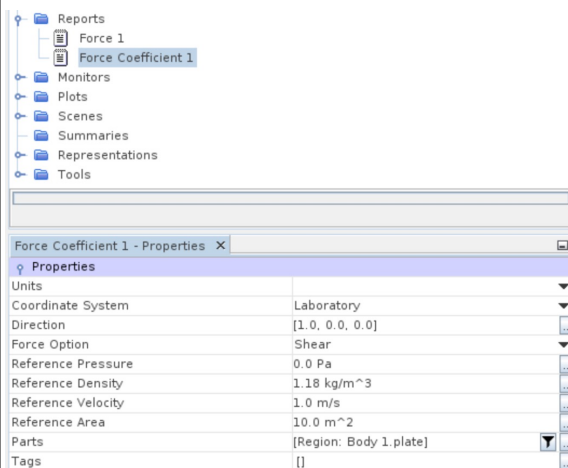 Reports
Force 1
Force Coefficient 1
Monitors
Plots
Scenes
Summaries
Representations
Tools
Force Coefficient 1 - Properties ×
Properties
Units
Coordinate System Laboratory
Direction [1.0, 0.0, 0.0]
Force Option Shear
Reference Pressure 0.0 Pa
Reference Density 1.18 kg/m^3
Reference Velocity 1.0 m/s
Reference Area 10.0 m^2
Parts [Region: Body 1.plate]
Tags []